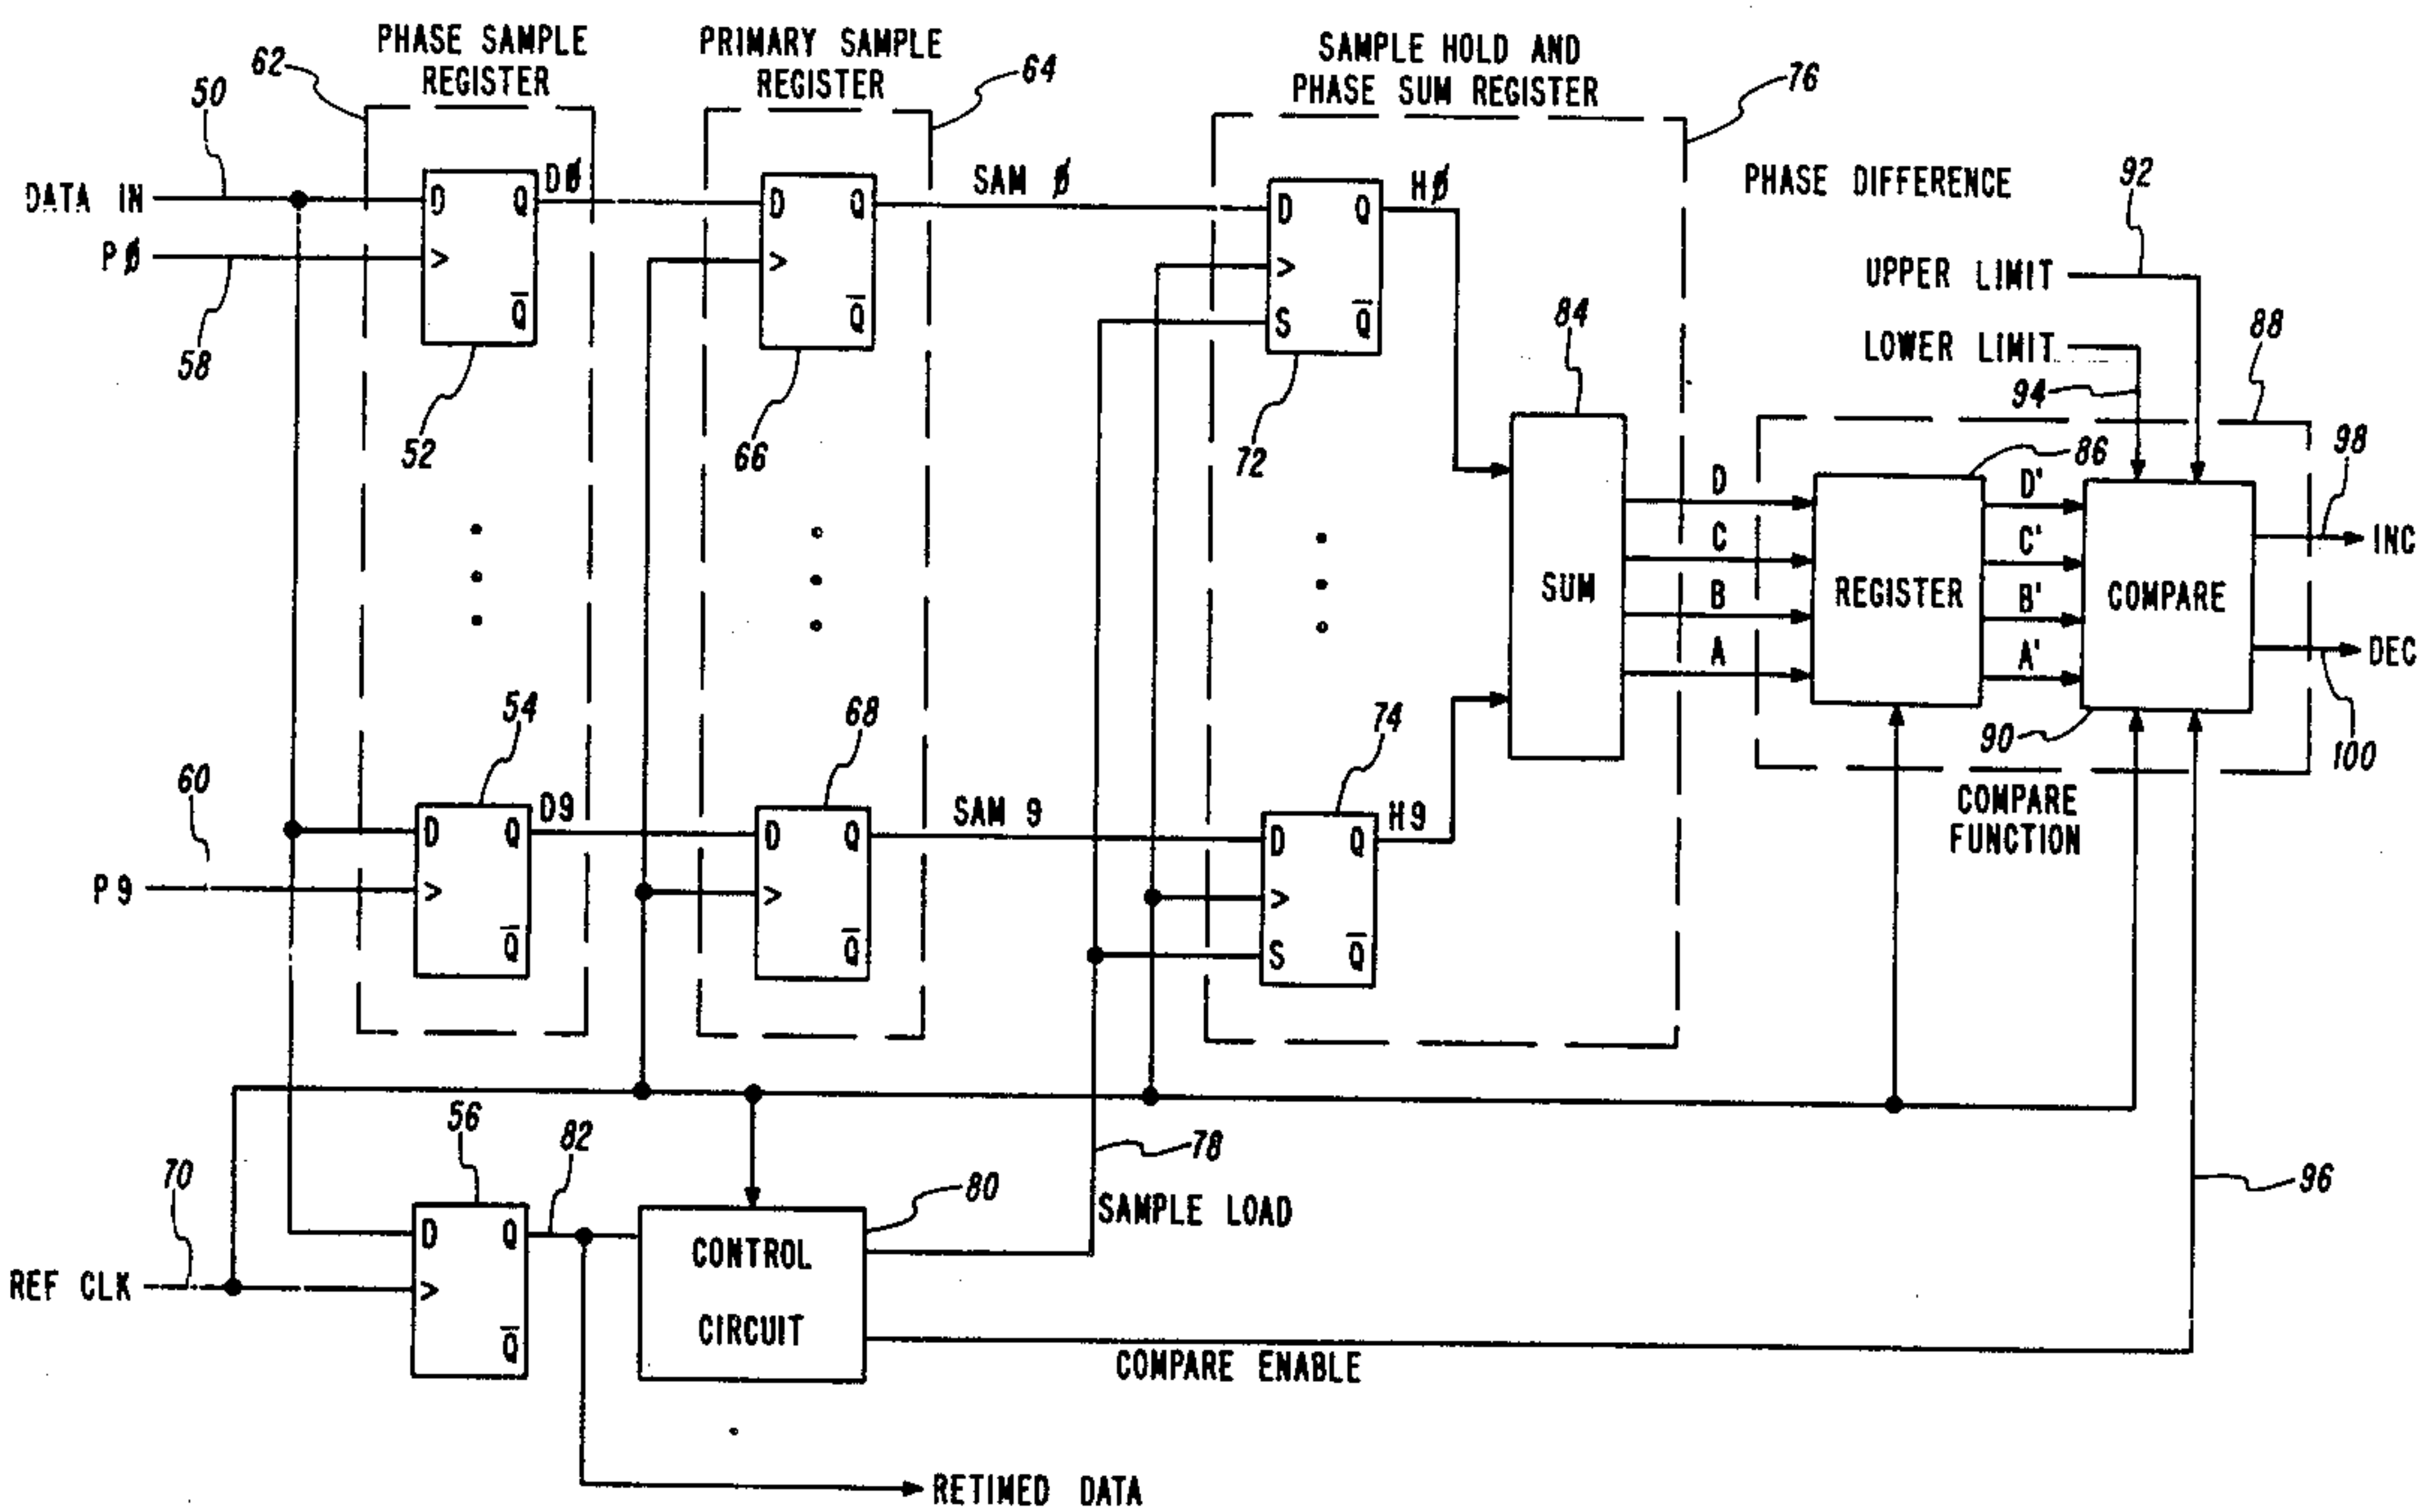 PHASE SAMPLE
REGISTER
PRIMARY SAMPLE
REGISTER
SAMPLE HOLD AND
PHASE SUM REGISTER
62
64
76
50
DATA IN
PØ
58
D Q
>
Q̅
52
DØ
D Q
>
Q̅
66
SAM Ø
D Q
>
S Q̅
72
HØ
PHASE DIFFERENCE
92
UPPER LIMIT
LOWER LIMIT
94
88
84
SUM
D
C
B
A
86
REGISTER
D'
C'
B'
A'
COMPARE
90
98
INC
DEC
100
COMPARE
FUNCTION
60
P9
54
D Q
>
Q̅
D9
68
D Q
>
Q̅
SAM 9
74
D Q
>
S Q̅
H9
70
REF CLK
56
D Q
>
Q̅
82
CONTROL
CIRCUIT
80
78
SAMPLE LOAD
96
COMPARE ENABLE
RETIMED DATA